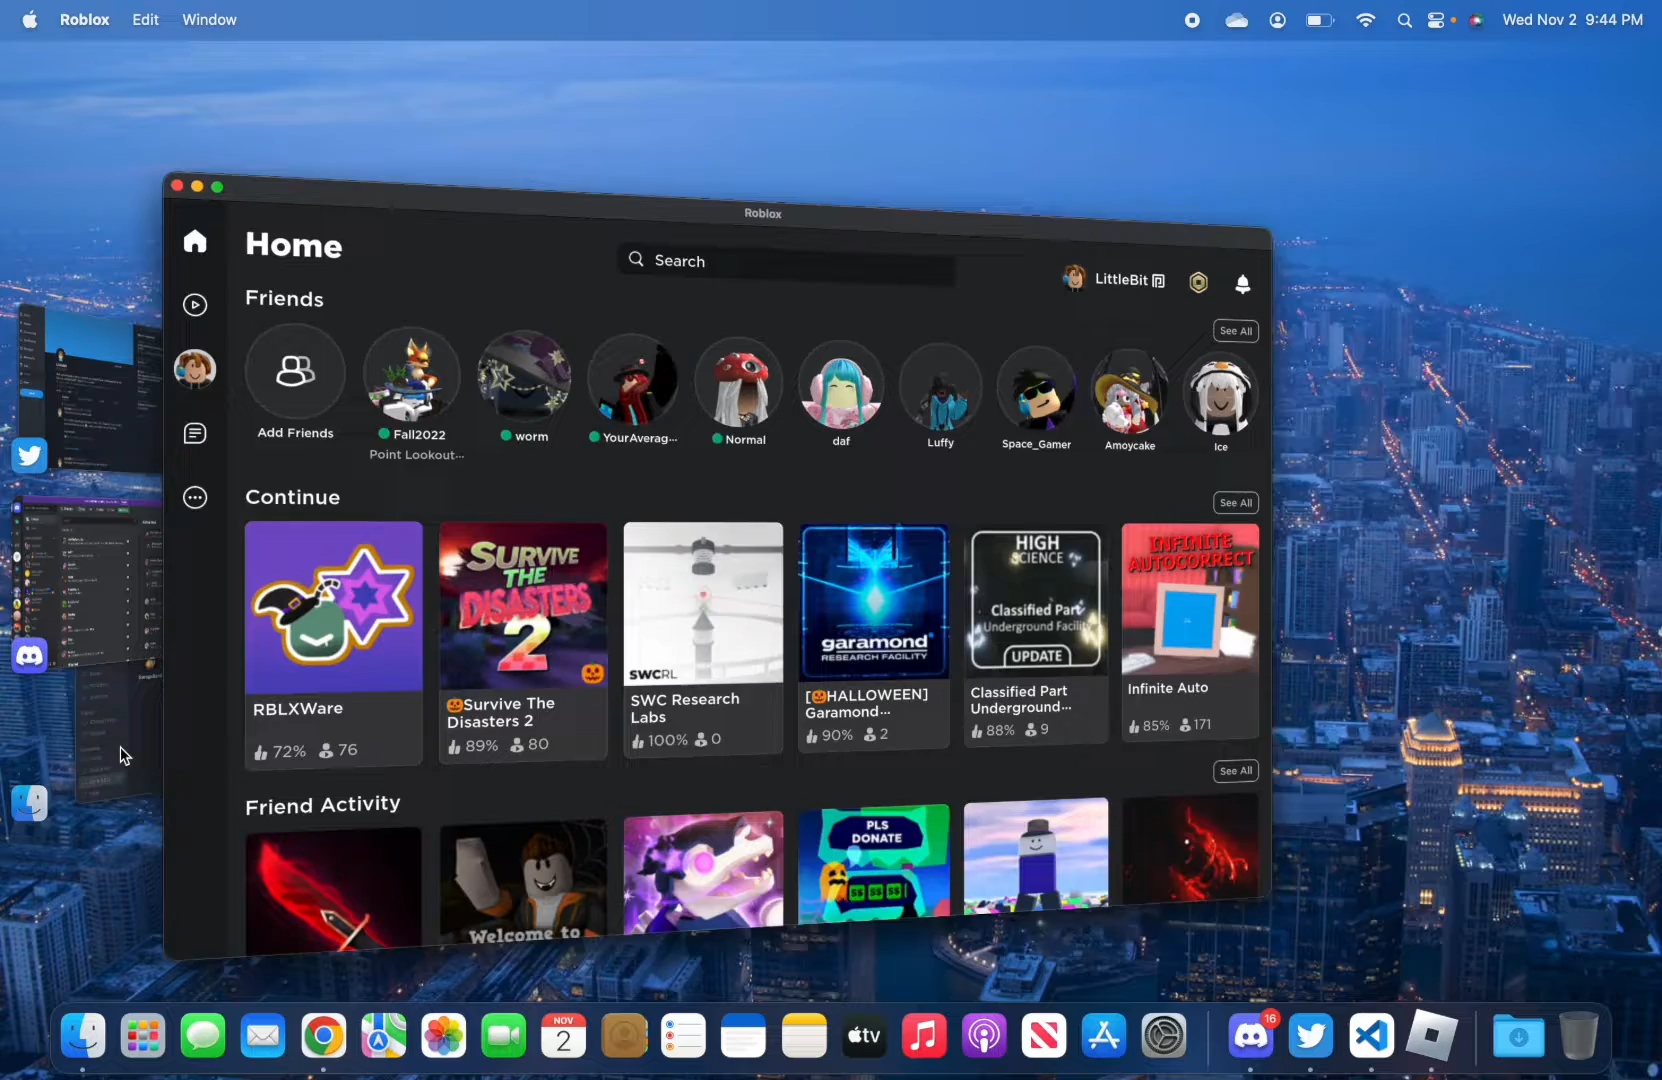 Roblox Edit Window
Wed Nov 2 9:44 PM
Roblox
Home
Search
LittleBit
Friends
See All
Add Friends
Fall2022
Point Lookout...
worm
YourAverag...
Normal
daf
Luffy
Space_Gamer
Amoycake
Ice
Continue
See All
SURVIVE
THE
DISASTERS
2
SWCRL
garamond
RESEARCH FACILITY
HIGH
SCIENCE
Classified Part
Underground Facility
UPDATE
INFINITE
AUTOCORRECT
RBLXWare
72% 76
🎃Survive The
Disasters 2
89% 80
SWC Research
Labs
100% 0
[🎃HALLOWEEN]
Garamond...
90% 2
Classified Part
Underground...
88% 9
Infinite Auto
85% 171
Friend Activity
See All
Welcome to
PLS
DONATE
$$ $$ $$
NOV
2
tv
16